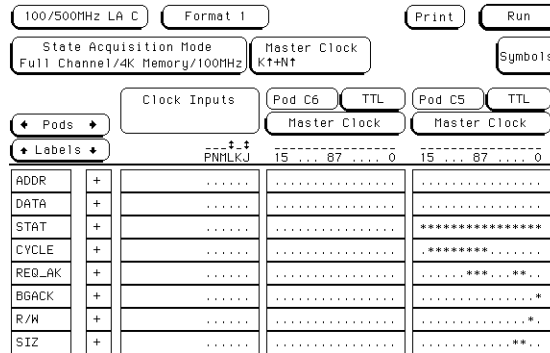 100/500MHz LA C Format 1 Print Run
State Acquisition Mode Master Clock
Full Channel/4K Memory/100MHz K↑+N↑ Symbols
Clock Inputs Pod C6 TTL Pod C5 TTL
← Pods → Master Clock Master Clock
↑ Labels ↓ ___↕_↕
PNMLKJ 15 ... 87 .... 0 15 ... 87 .... 0
ADDR + ...... ................ ................
DATA + ...... ................ ................
STAT + ...... ................ ****************
CYCLE + ...... ................ .********.......
REQ_AK + ...... ................ ......***...**..
BGACK + ...... ................ ...............*
R/W + ...... ................ ..............*.
SIZ + ...... ................ ............**..